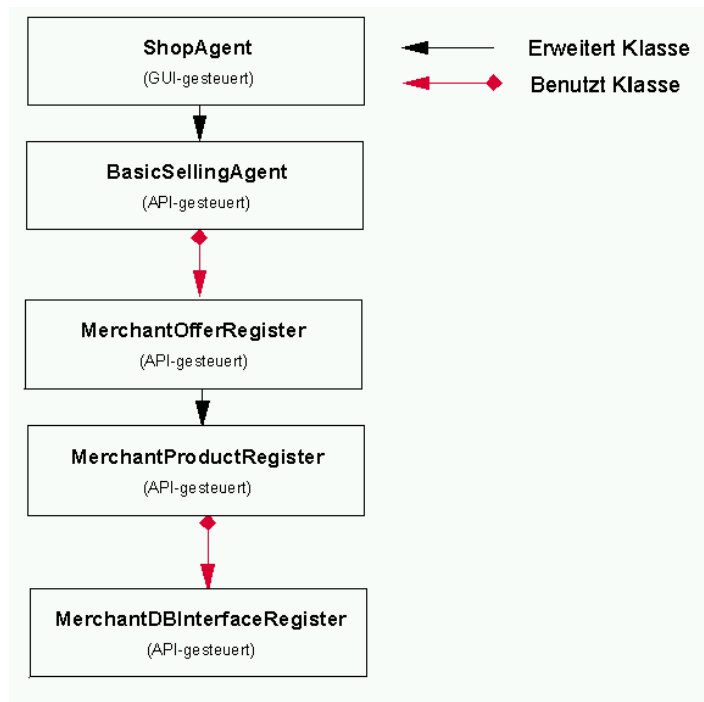 ShopAgent
(GUI-gesteuert)
Erweitert Klasse
Benutzt Klasse
BasicSellingAgent
(API-gesteuert)
MerchantOfferRegister
(API-gesteuert)
MerchantProductRegister
(API-gesteuert)
MerchantDBInterfaceRegister
(API-gesteuert)